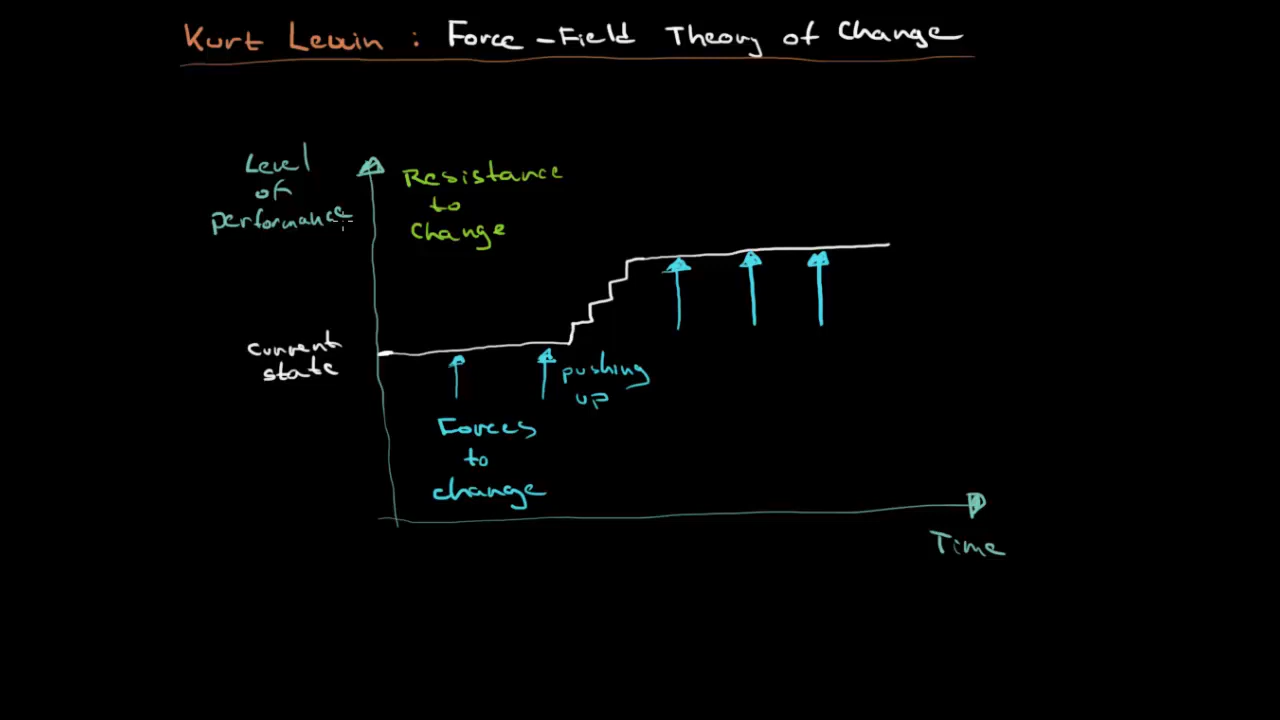 Kurt Lewin : Force-Field Theory of Change
Level
of
performance
Resistance
to
change
current
state
pushing
up
Forces
to
change
Time